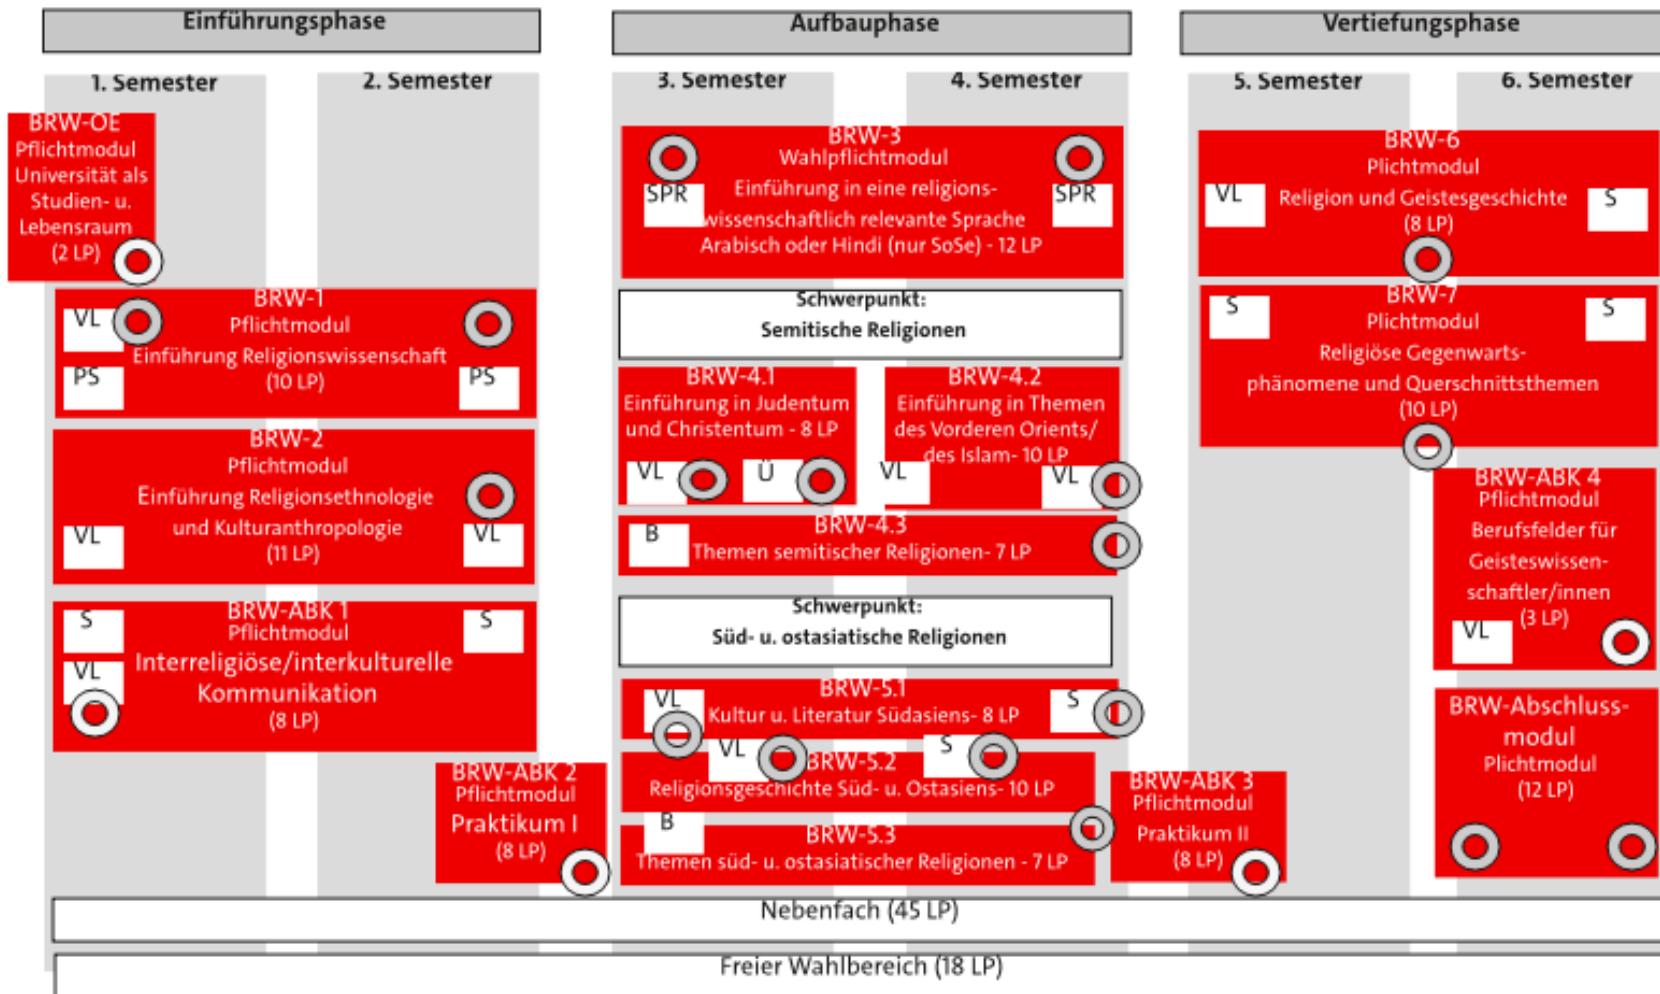 Einführungsphase
Aufbauphase
Vertiefungsphase
1. Semester
2. Semester
3. Semester
4. Semester
5. Semester
6. Semester
BRW-OE
Pflichtmodul
Universität als
Studien- u.
Lebensraum
(2 LP)
BRW-1
Pflichtmodul
VL
Einführung Religionswissenschaft
(10 LP)
PS
PS
BRW-2
Pflichtmodul
Einführung Religionsethnologie
und Kulturanthropologie
(11 LP)
VL
VL
BRW-ABK 1
Pflichtmodul
S
S
VL
Interreligiöse/interkulturelle
Kommunikation
(8 LP)
BRW-ABK 2
Pflichtmodul
Praktikum I
(8 LP)
BRW-3
Wahlpflichtmodul
SPR
SPR
Einführung in eine religions-
wissenschaftlich relevante Sprache
Arabisch oder Hindi (nur SoSe) - 12 LP
Schwerpunkt:
Semitische Religionen
BRW-4.1
Einführung in Judentum
und Christentum - 8 LP
VL
Ü
BRW-4.2
Einführung in Themen
des Vorderen Orients/
des Islam- 10 LP
VL
VL
BRW-4.3
B
Themen semitischer Religionen- 7 LP
Schwerpunkt:
Süd- u. ostasiatische Religionen
BRW-5.1
VL
Kultur u. Literatur Südasiens- 8 LP
S
VL
S
BRW-5.2
Religionsgeschichte Süd- u. Ostasiens- 10 LP
B
BRW-5.3
Themen süd- u. ostasiatischer Religionen - 7 LP
BRW-ABK 3
Pflichtmodul
Praktikum II
(8 LP)
BRW-6
Plichtmodul
VL
Religion und Geistesgeschichte
S
(8 LP)
BRW-7
S
Plichtmodul
S
Religiöse Gegenwarts-
phänomene und Querschnittsthemen
(10 LP)
BRW-ABK 4
Pflichtmodul
Berufsfelder für
Geisteswissen-
schaftler/innen
(3 LP)
VL
BRW-Abschluss-
modul
Plichtmodul
(12 LP)
Nebenfach (45 LP)
Freier Wahlbereich (18 LP)